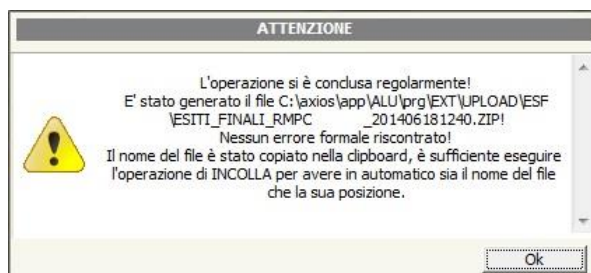 ATTENZIONE
L'operazione si è conclusa regolarmente!
E' stato generato il file C:\axios\app\ALU\prg\EXT\UPLOAD\ESF
\ESITI_FINALI_RMPC _201406181240.ZIP!
Nessun errore formale riscontrato!
Il nome del file è stato copiato nella clipboard, è sufficiente eseguire
l'operazione di INCOLLA per avere in automatico sia il nome del file
che la sua posizione.
Ok